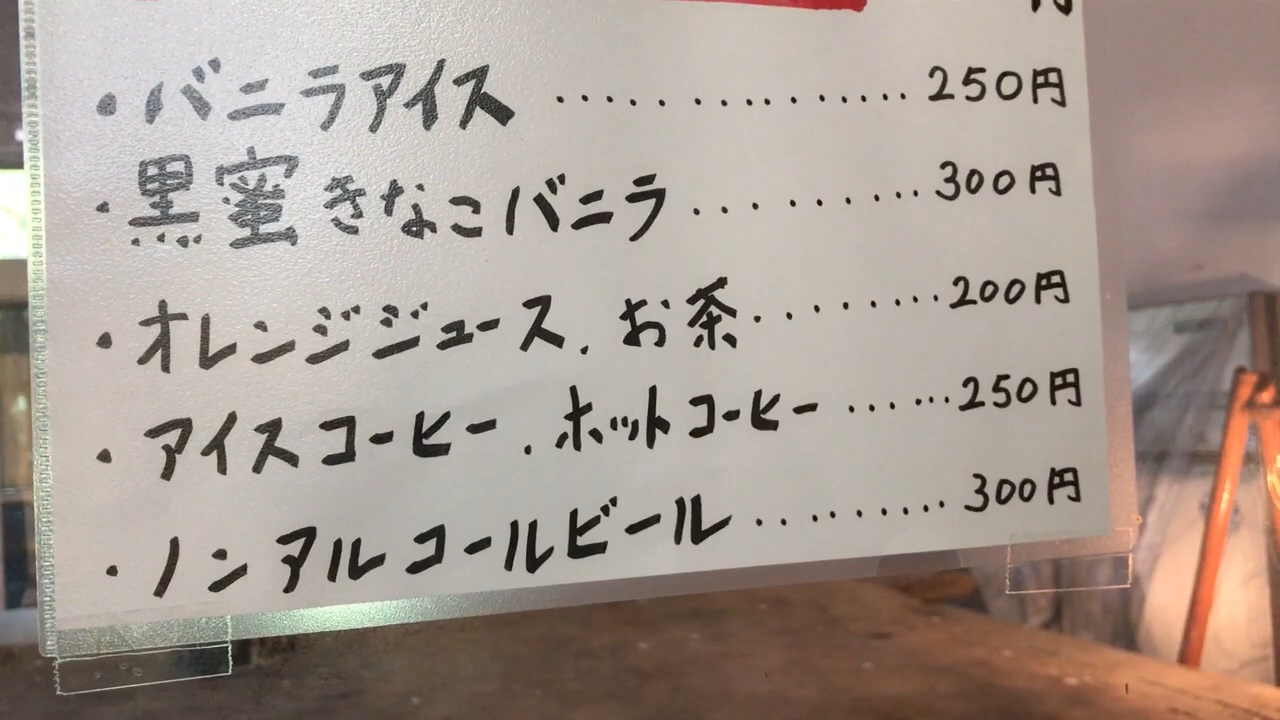 ・バニラアイス ・・・・・・・・・・・・・・・・ 250円
・黒蜜きなこバニラ・・・・・・・・・・300円
・オレンジジュース、お茶・・・・・・・・200円
・アイスコーヒー、ホットコーヒー・・・・・・250円
・ノンアルコールビール・・・・・・・・・300円